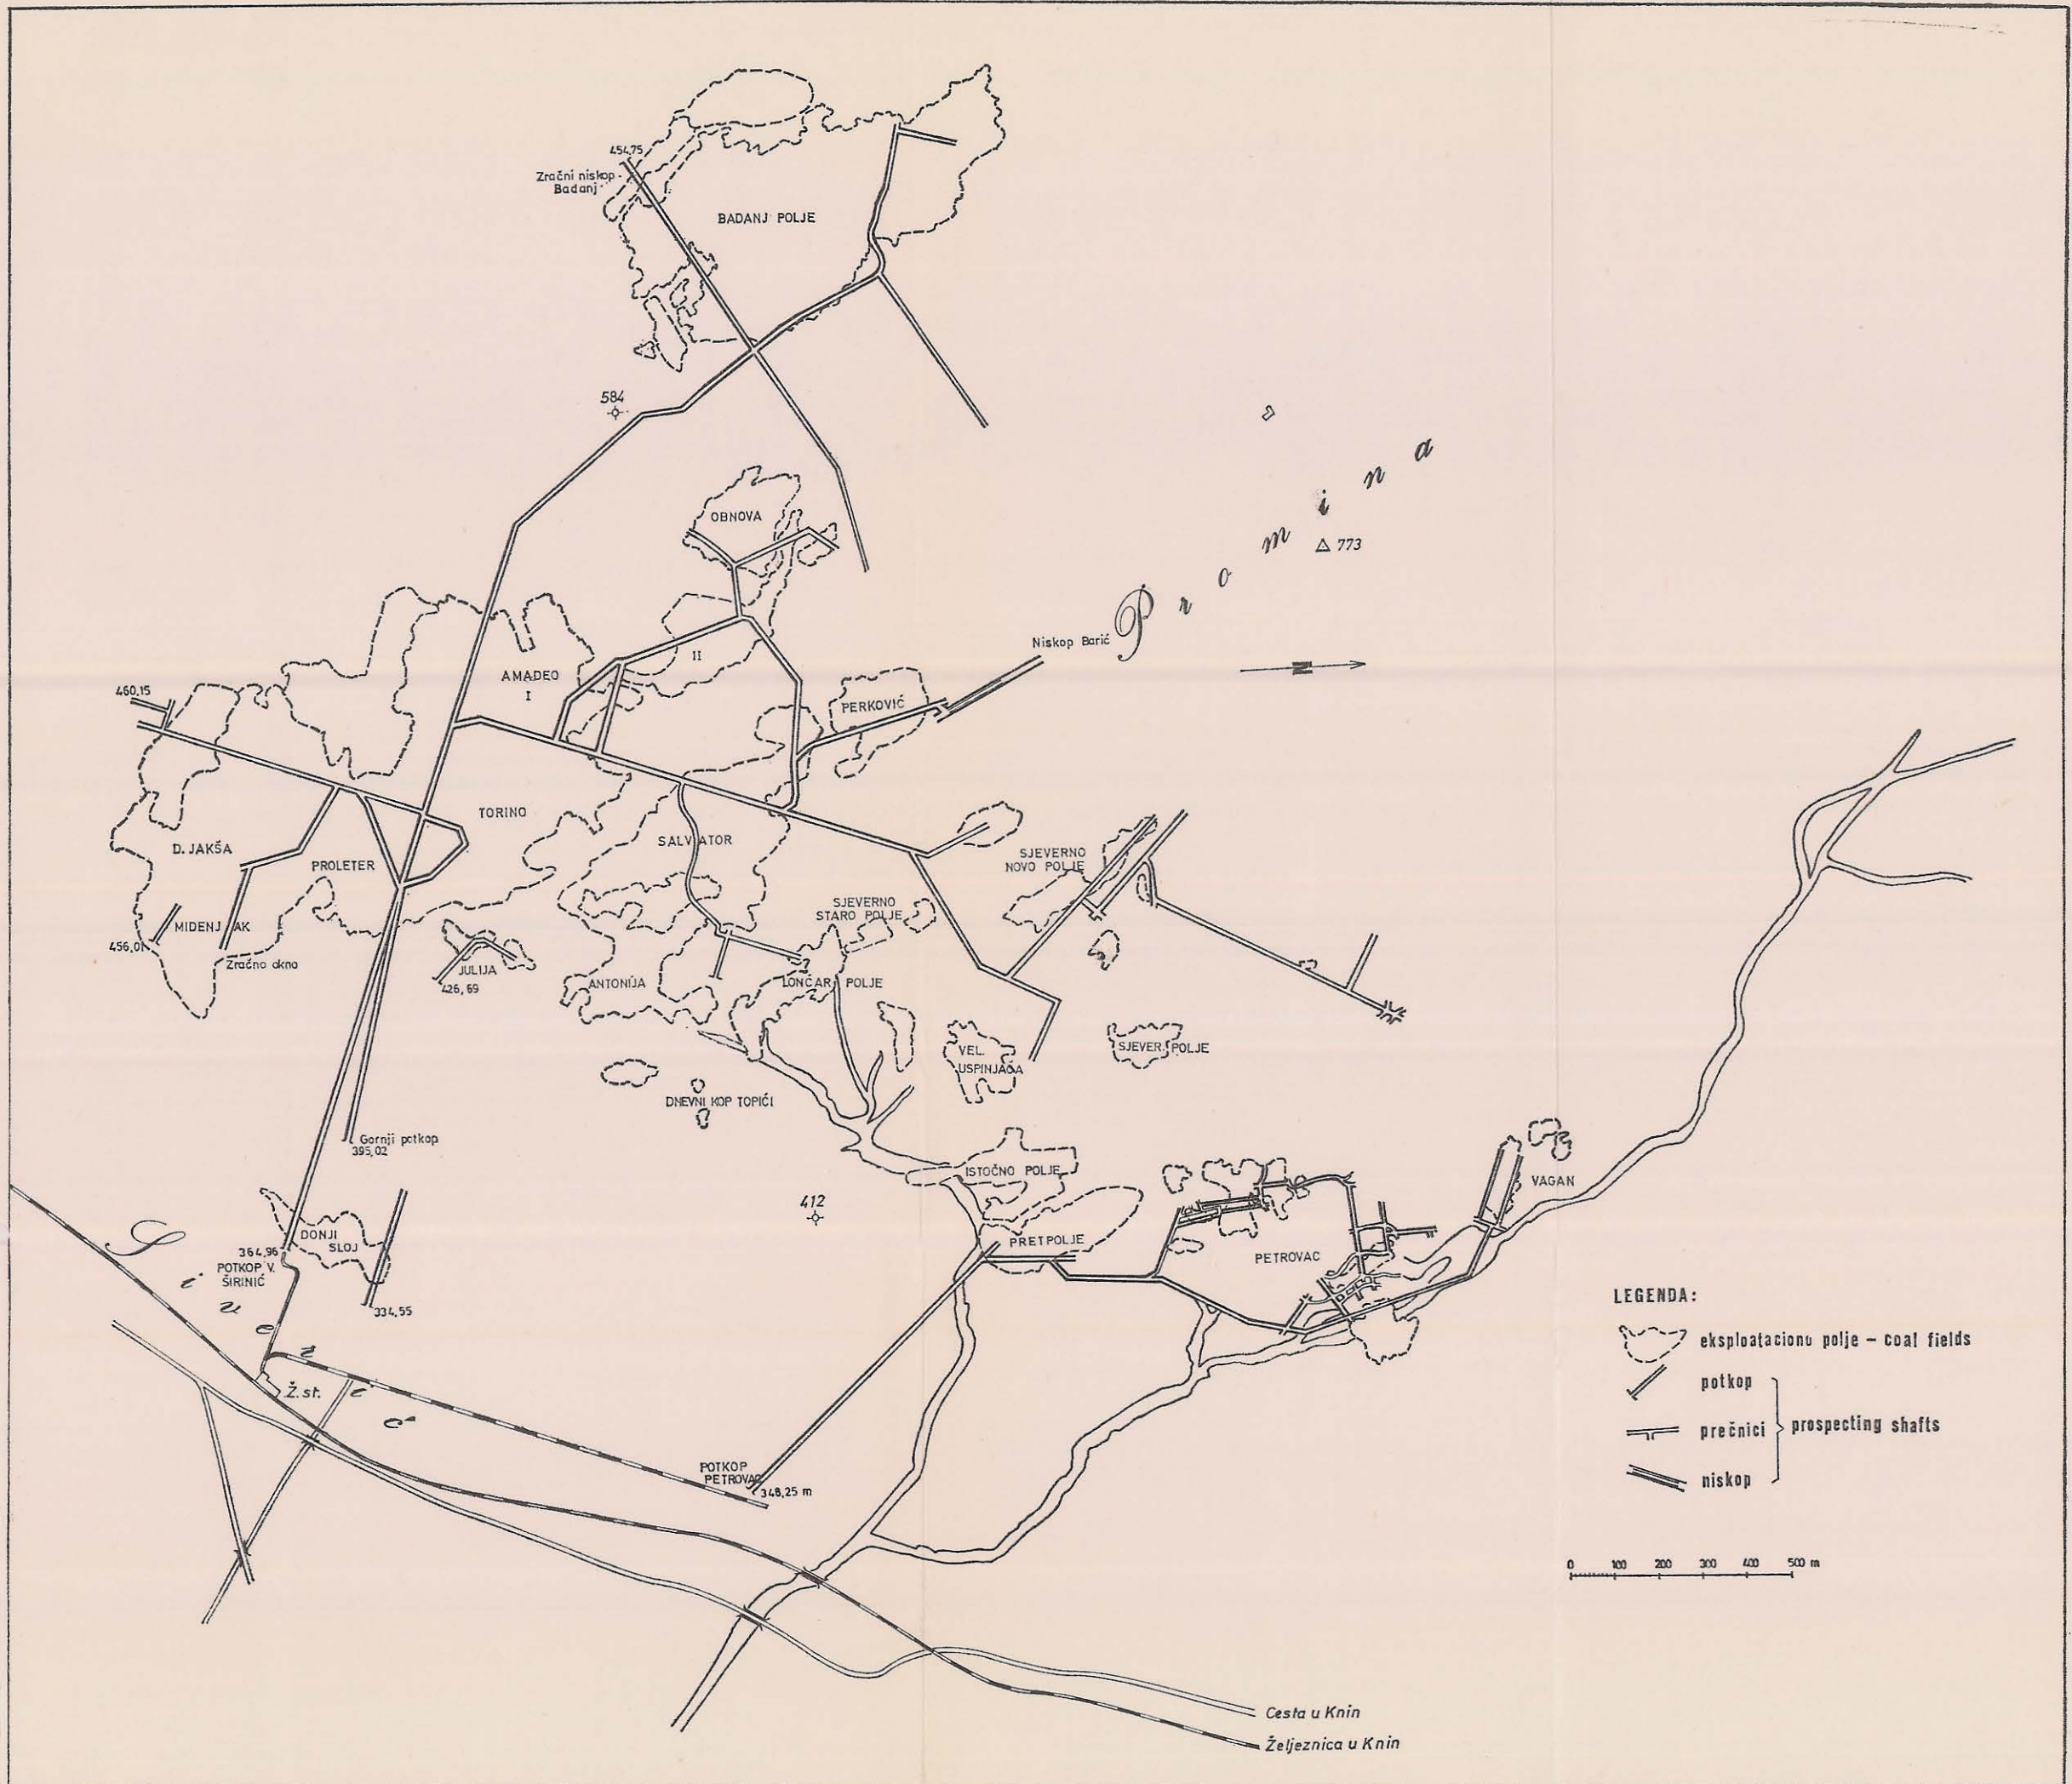 454,75
Zračni niskop
Badanj
BADANJ POLJE
584
OBNOVA
Promina
773
Niskop Barić
N
II
AMADEO
I
PERKOVIĆ
460,15
TORINO
SALVATOR
D. JAKŠA
PROLETER
SJEVERNO
NOVO POLJE
SJEVERNO
STARO POLJE
MIDENJAK
456,01
Zračno okno
JULIJA
426,69
ANTONIJA
LONČAR POLJE
VEL.
USPINJAČA
SJEVER. POLJE
DNEVNI KOP TOPIĆI
Gornji potkop
395,02
ISTOČNO POLJE
VAGAN
412
DONJI
SLOJ
364,96
POTKOP V.
ŠIRINIĆ
334,55
PRETPOLJE
PETROVAC
Siverić
Ž. st.
POTKOP
PETROVAC
348,25 m
LEGENDA:
eksploataciono polje – coal fields
potkop
prečnici
prospecting shafts
niskop
0 100 200 300 400 500 m
Cesta u Knin
Željeznica u Knin